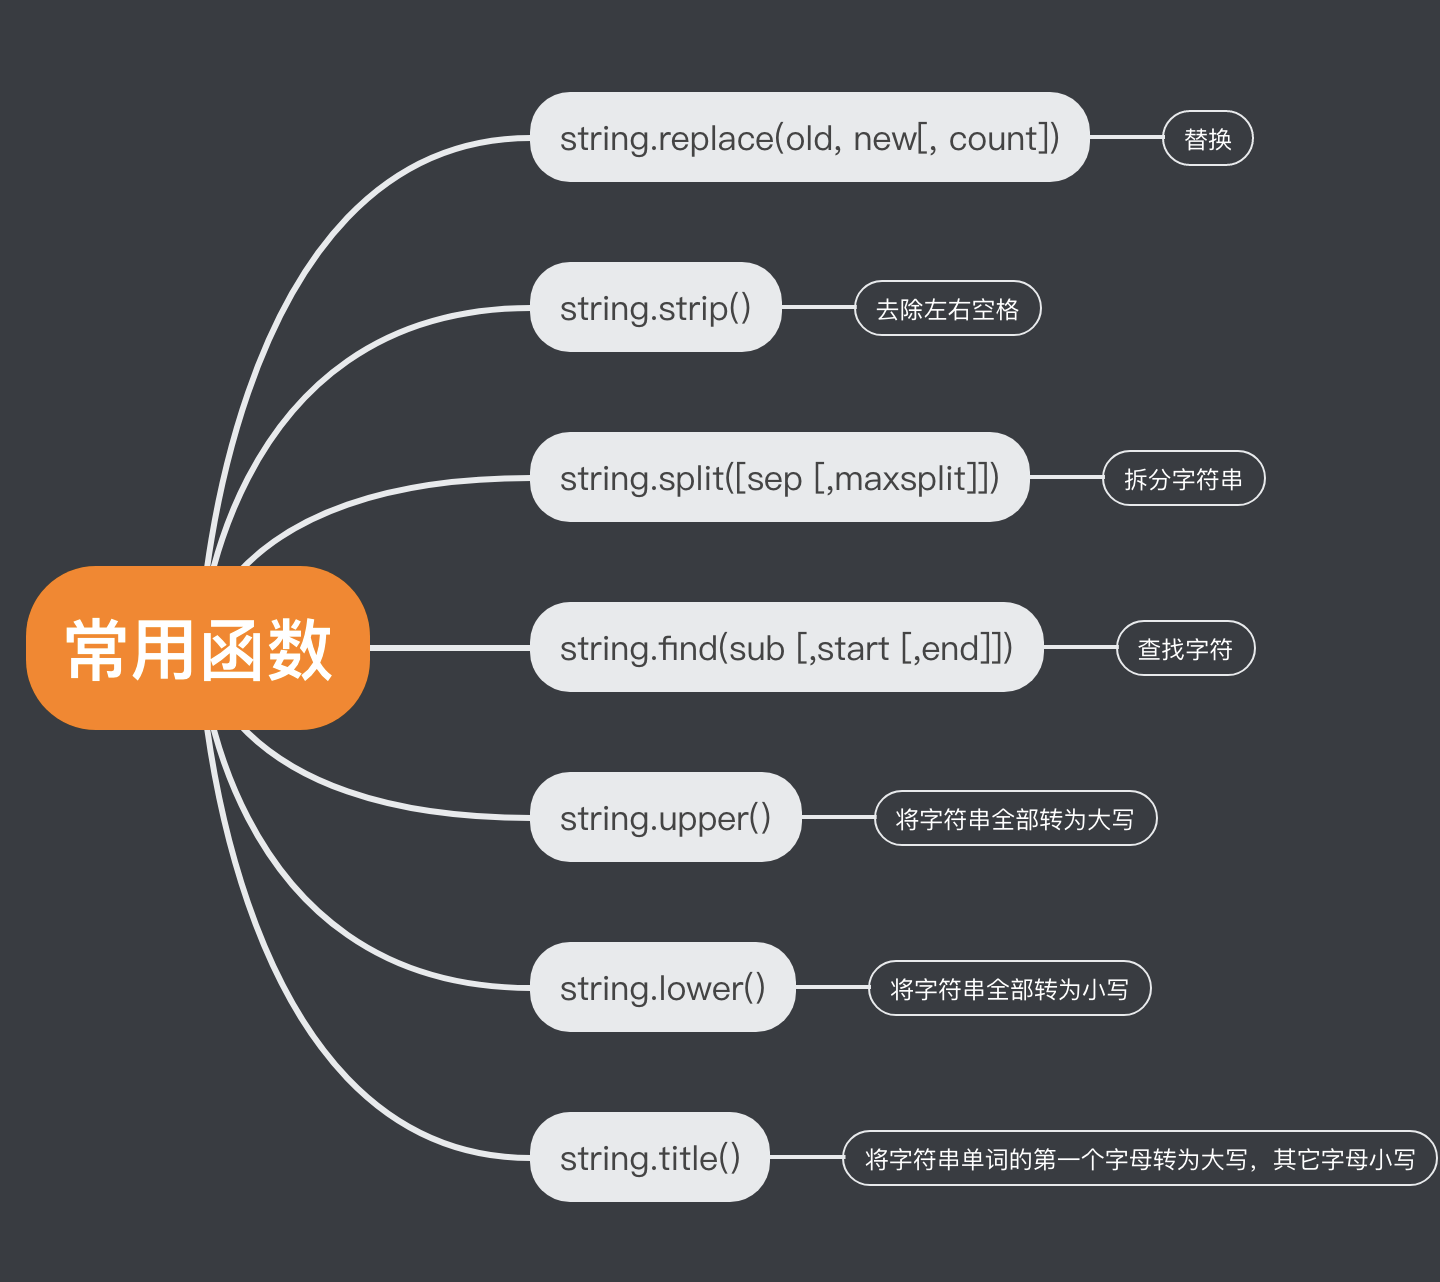 string.replace(old, new[, count])
替换
string.strip()
去除左右空格
string.split([sep [,maxsplit]])
拆分字符串
常用函数
string.find(sub [,start [,end]])
查找字符
string.upper()
将字符串全部转为大写
string.lower()
将字符串全部转为小写
string.title()
将字符串单词的第一个字母转为大写，其它字母小写